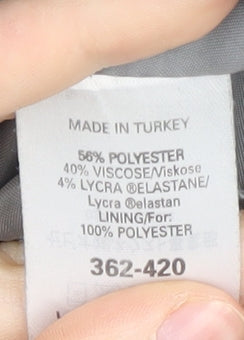 MADE IN TURKEY
56% POLYESTER
40% VISCOSE/Viskose
4% LYCRA ®ELASTANE/
Lycra ®elastan
LINING/For:
100% POLYESTER
362-420